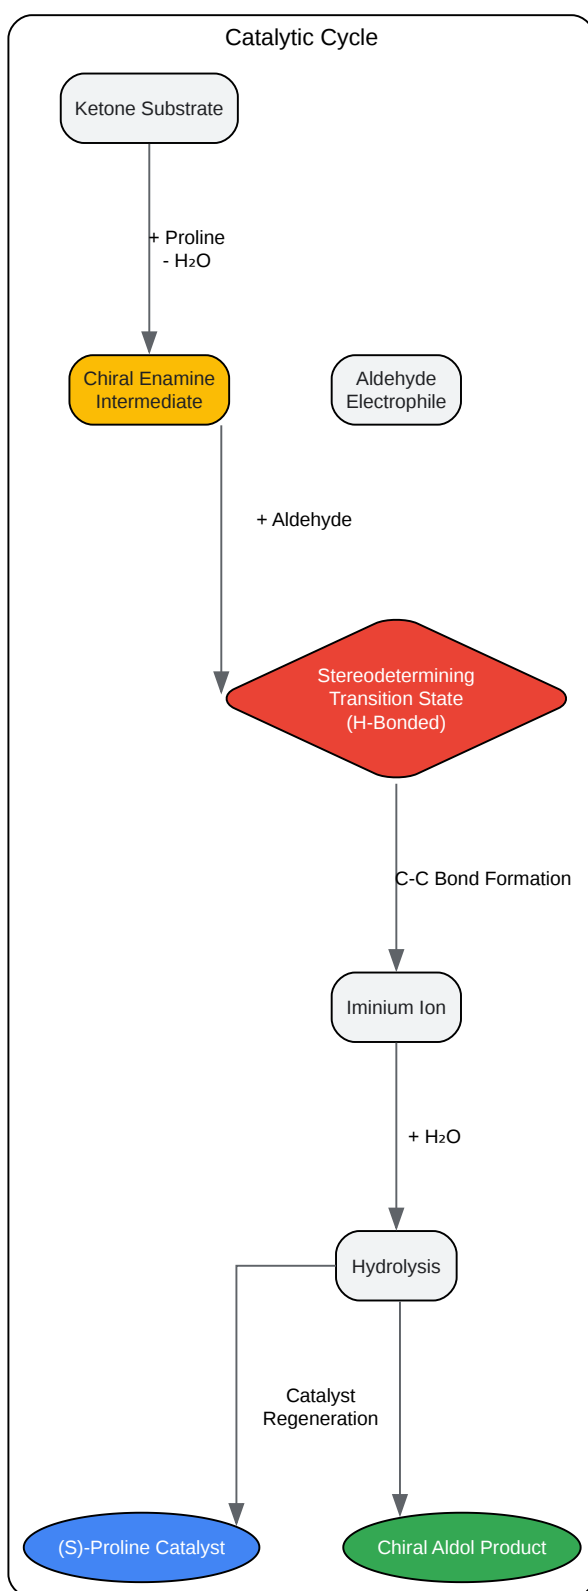 Catalytic Cycle
Ketone Substrate
+ Proline
- H₂O
Chiral Enamine
Intermediate
Aldehyde
Electrophile
+ Aldehyde
Stereodetermining
Transition State
(H-Bonded)
C-C Bond Formation
Iminium Ion
+ H₂O
Hydrolysis
Catalyst
Regeneration
(S)-Proline Catalyst
Chiral Aldol Product